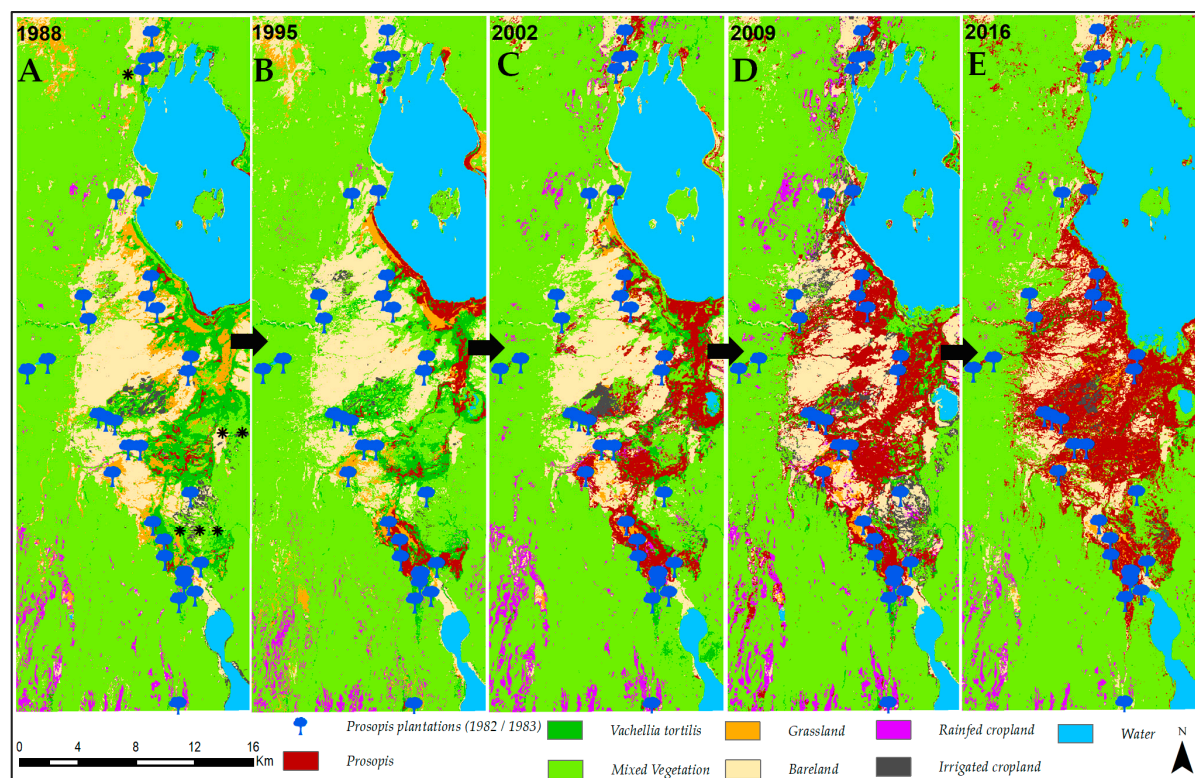 1988 1995 2002 2009 2016
A B C D E
Prosopis plantations (1982 / 1983) Vachellia tortilis Grassland Rainfed cropland Water N
0 4 8 12 16
Km Prosopis Mixed Vegetation Bareland Irrigated cropland